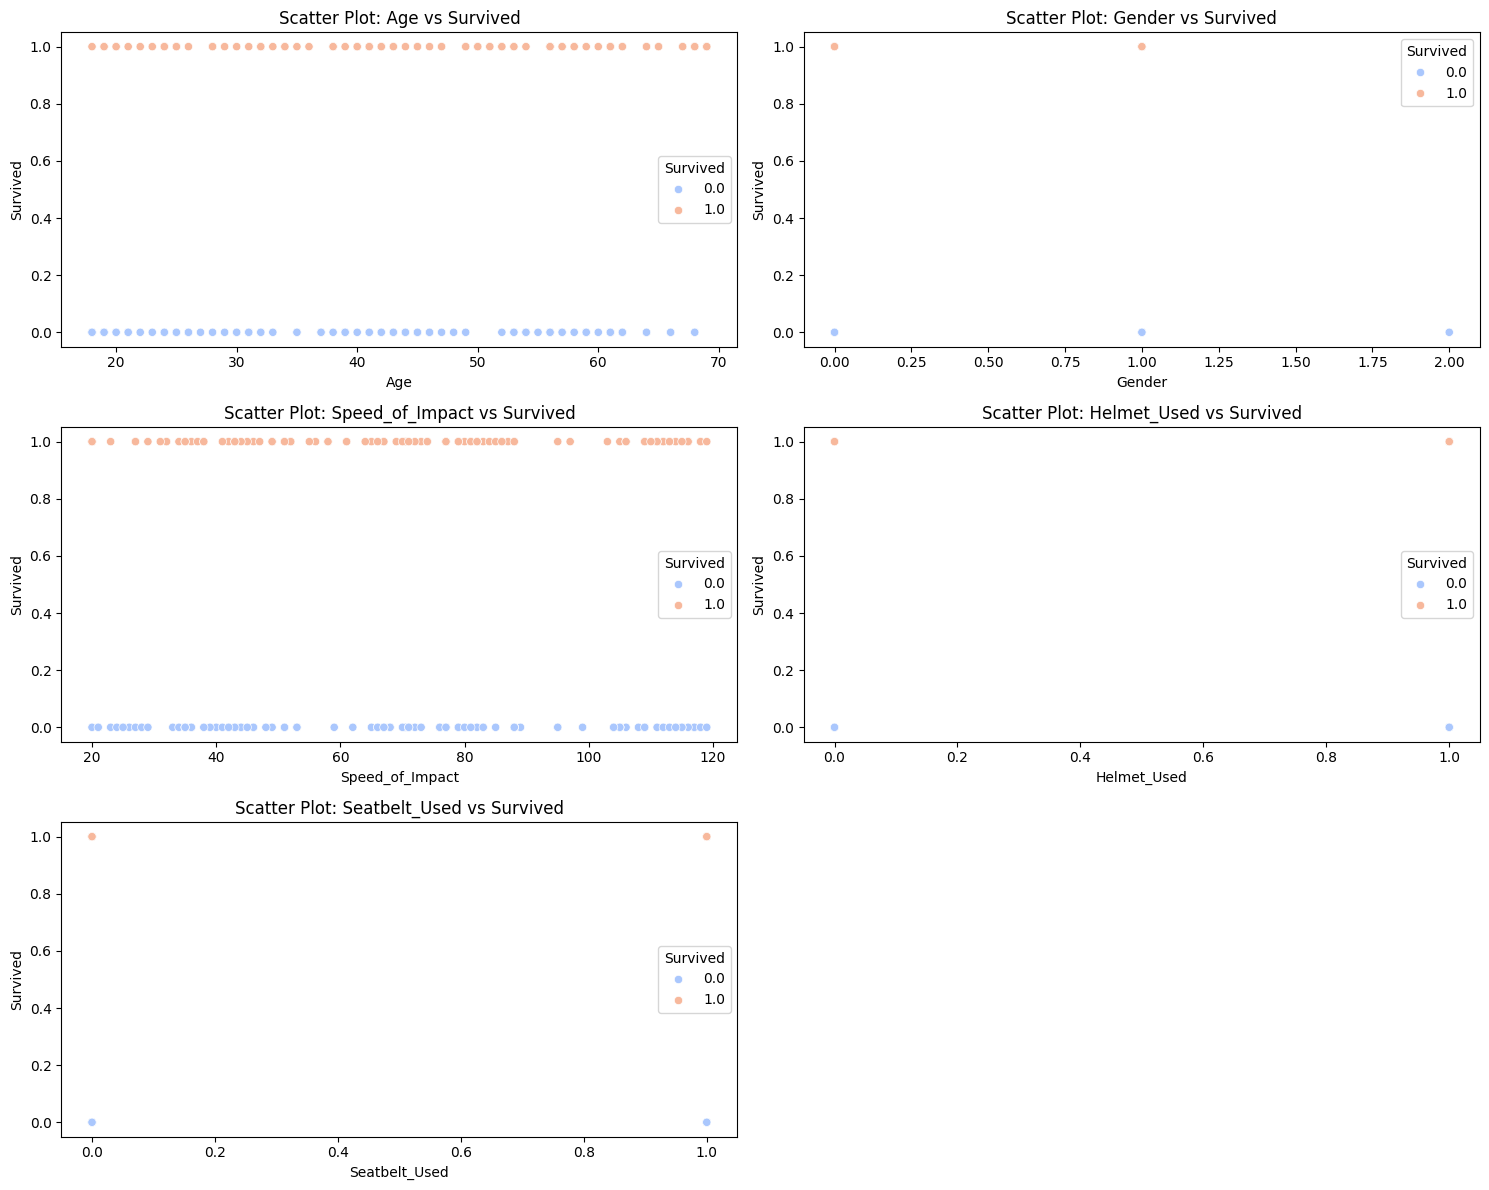 Scatter Plot: Age vs Survived
1.0
0.8
0.6
0.4
0.2
0.0
Survived
20 30 40 50 60 70
Age
Survived
0.0
1.0
Scatter Plot: Gender vs Survived
1.0
0.8
0.6
0.4
0.2
0.0
Survived
0.00 0.25 0.50 0.75 1.00 1.25 1.50 1.75 2.00
Gender
Survived
0.0
1.0
Scatter Plot: Speed_of_Impact vs Survived
1.0
0.8
0.6
0.4
0.2
0.0
Survived
20 40 60 80 100 120
Speed_of_Impact
Survived
0.0
1.0
Scatter Plot: Helmet_Used vs Survived
1.0
0.8
0.6
0.4
0.2
0.0
Survived
0.0 0.2 0.4 0.6 0.8 1.0
Helmet_Used
Survived
0.0
1.0
Scatter Plot: Seatbelt_Used vs Survived
1.0
0.8
0.6
0.4
0.2
0.0
Survived
0.0 0.2 0.4 0.6 0.8 1.0
Seatbelt_Used
Survived
0.0
1.0